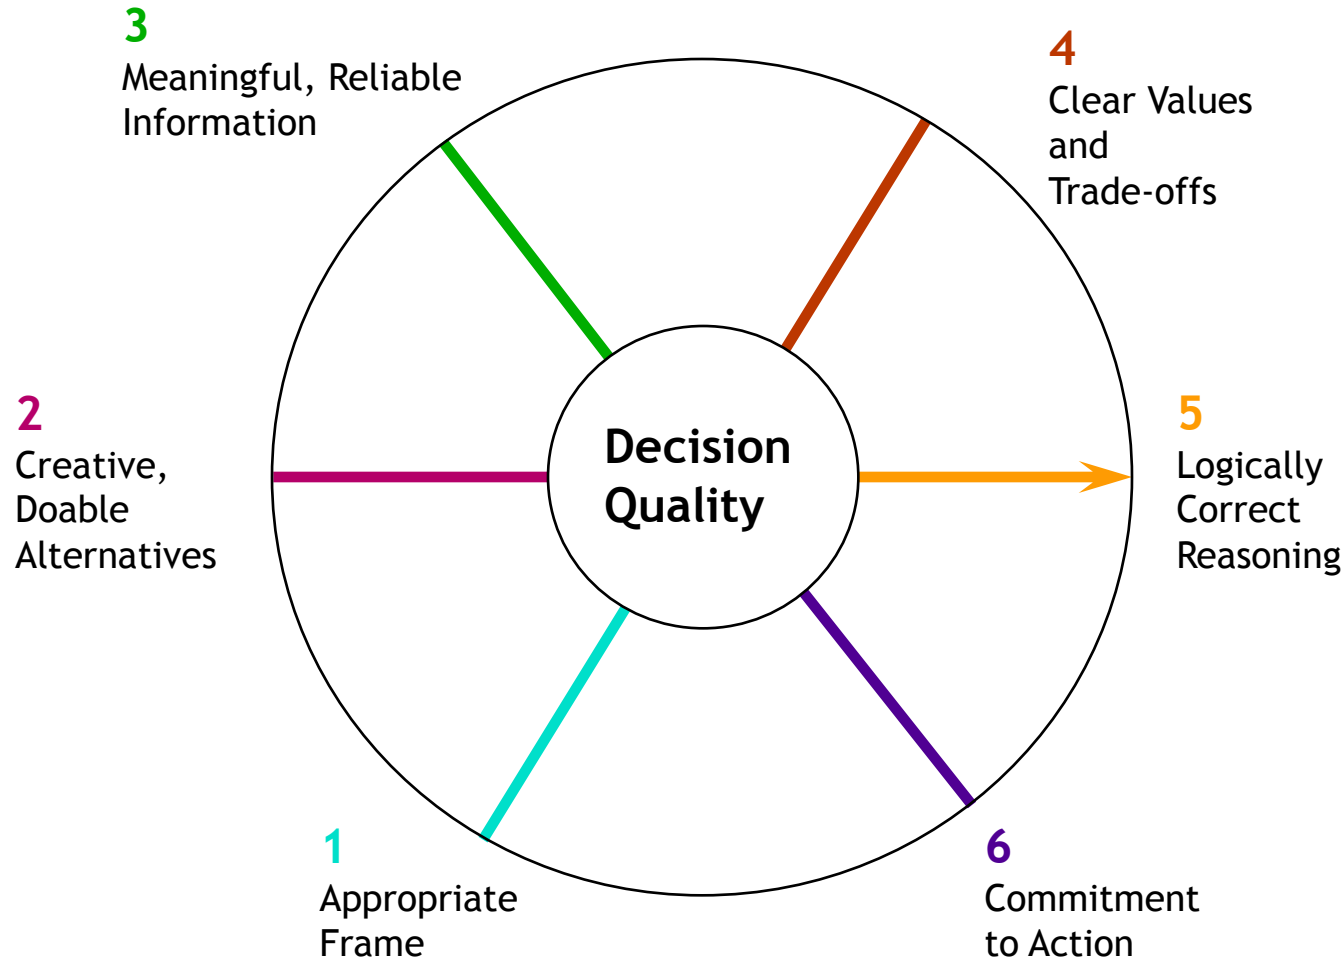 3
Meaningful, Reliable
Information
4
Clear Values
and
Trade-offs
2
Creative,
Doable
Alternatives
Decision
Quality
5
Logically
Correct
Reasoning
1
Appropriate
Frame
6
Commitment
to Action